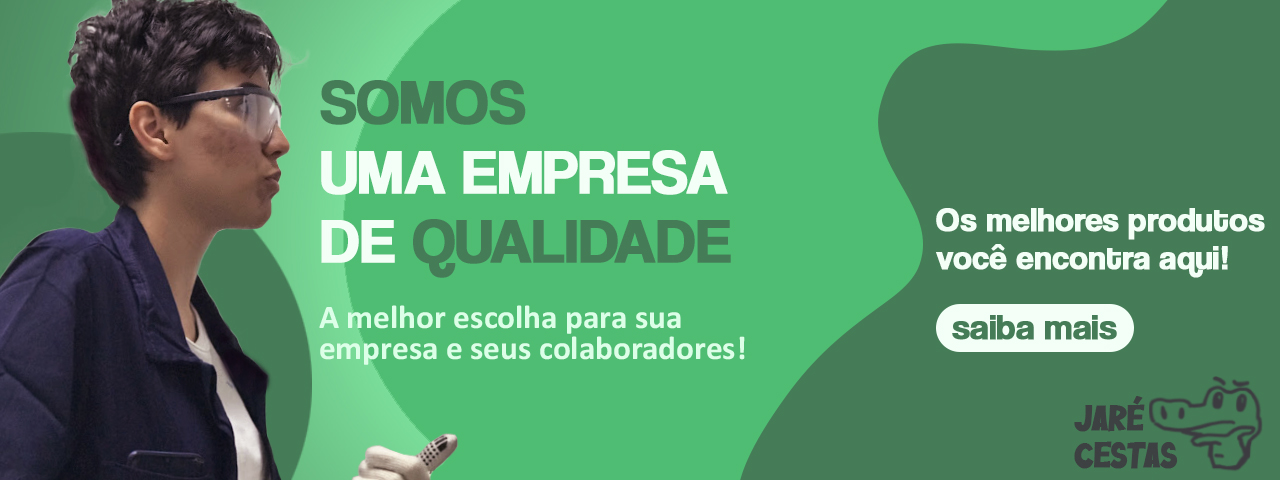 SOMOS
UMA EMPRESA
DE QUALIDADE
A melhor escolha para sua
empresa e seus colaboradores!
Os melhores produtos
você encontra aqui!
saiba mais
JARÉ
CESTAS